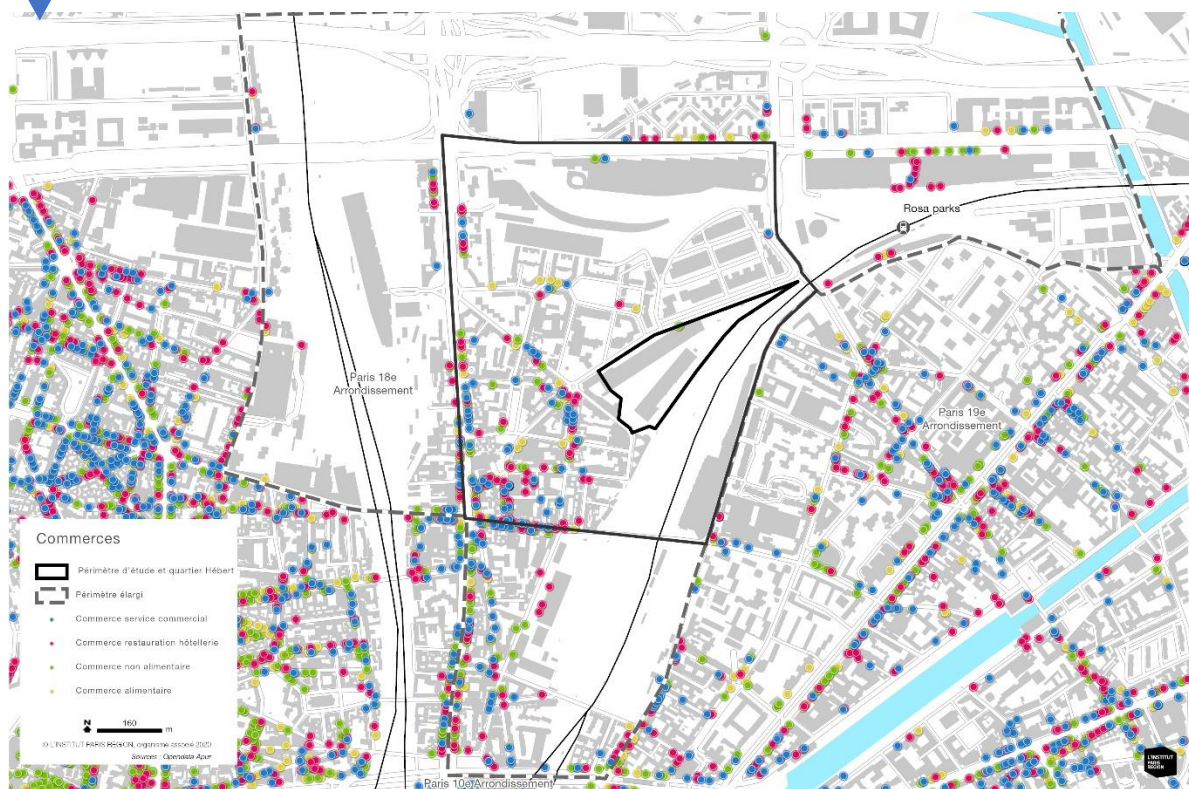 Rosa parks
Paris 18e
Arrondissement
Paris 19e
Arrondissement
Commerces
Périmètre d'étude et quartier Hébert
Périmètre élargi
Commerce service commercial
Commerce restauration hôtellerie
Commerce non alimentaire
Commerce alimentaire
N
160
m
© L'INSTITUT PARIS REGION, organisme associé 2020
Sources : Opendata Apur
Paris 10e Arrondissement
L'INSTITUT
PARIS
REGION